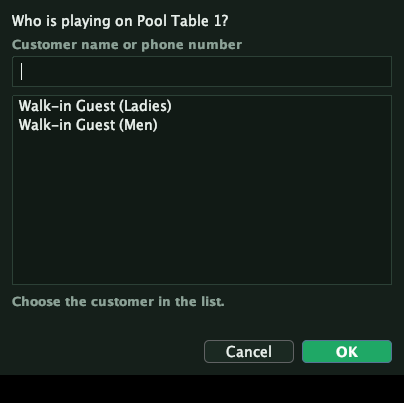 Who is playing on Pool Table 1?
Customer name or phone number
Walk-in Guest (Ladies)
Walk-in Guest (Men)
Choose the customer in the list.
Cancel
OK